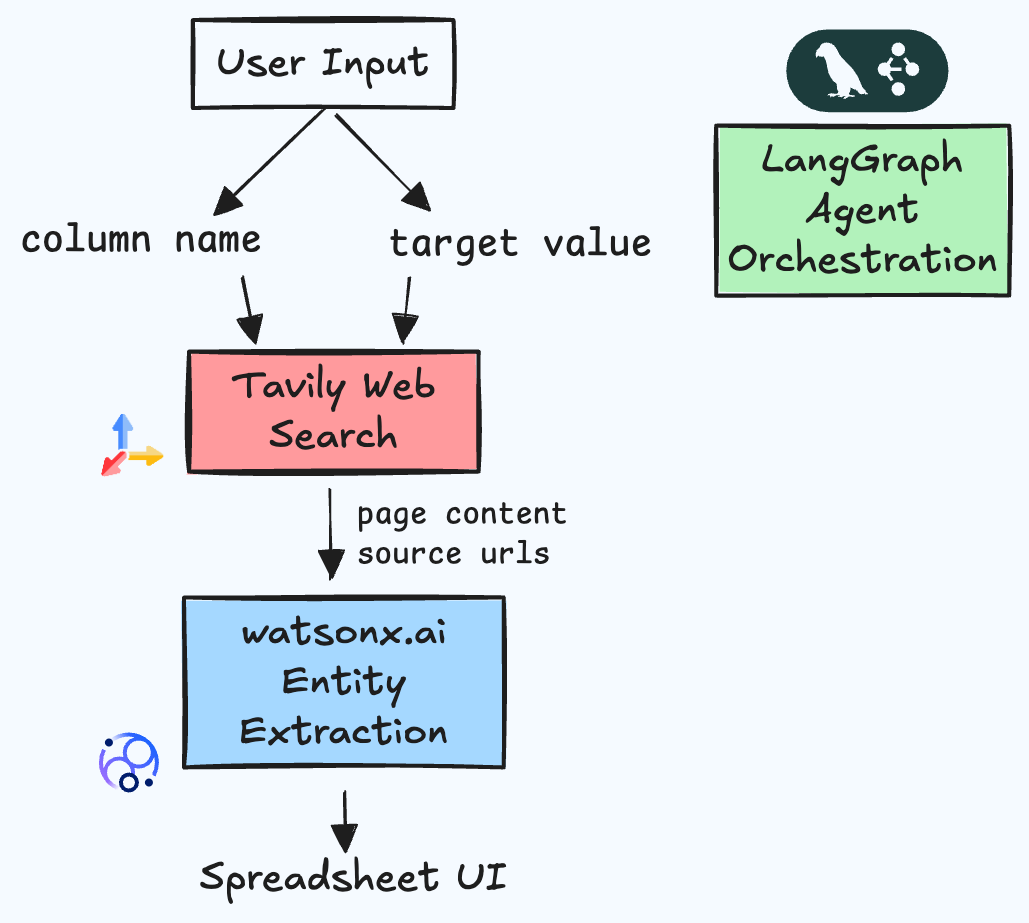 User Input
column name
target value
Tavily Web
Search
page content
source urls
watsonx.ai
Entity
Extraction
Spreadsheet UI
LangGraph
Agent
Orchestration